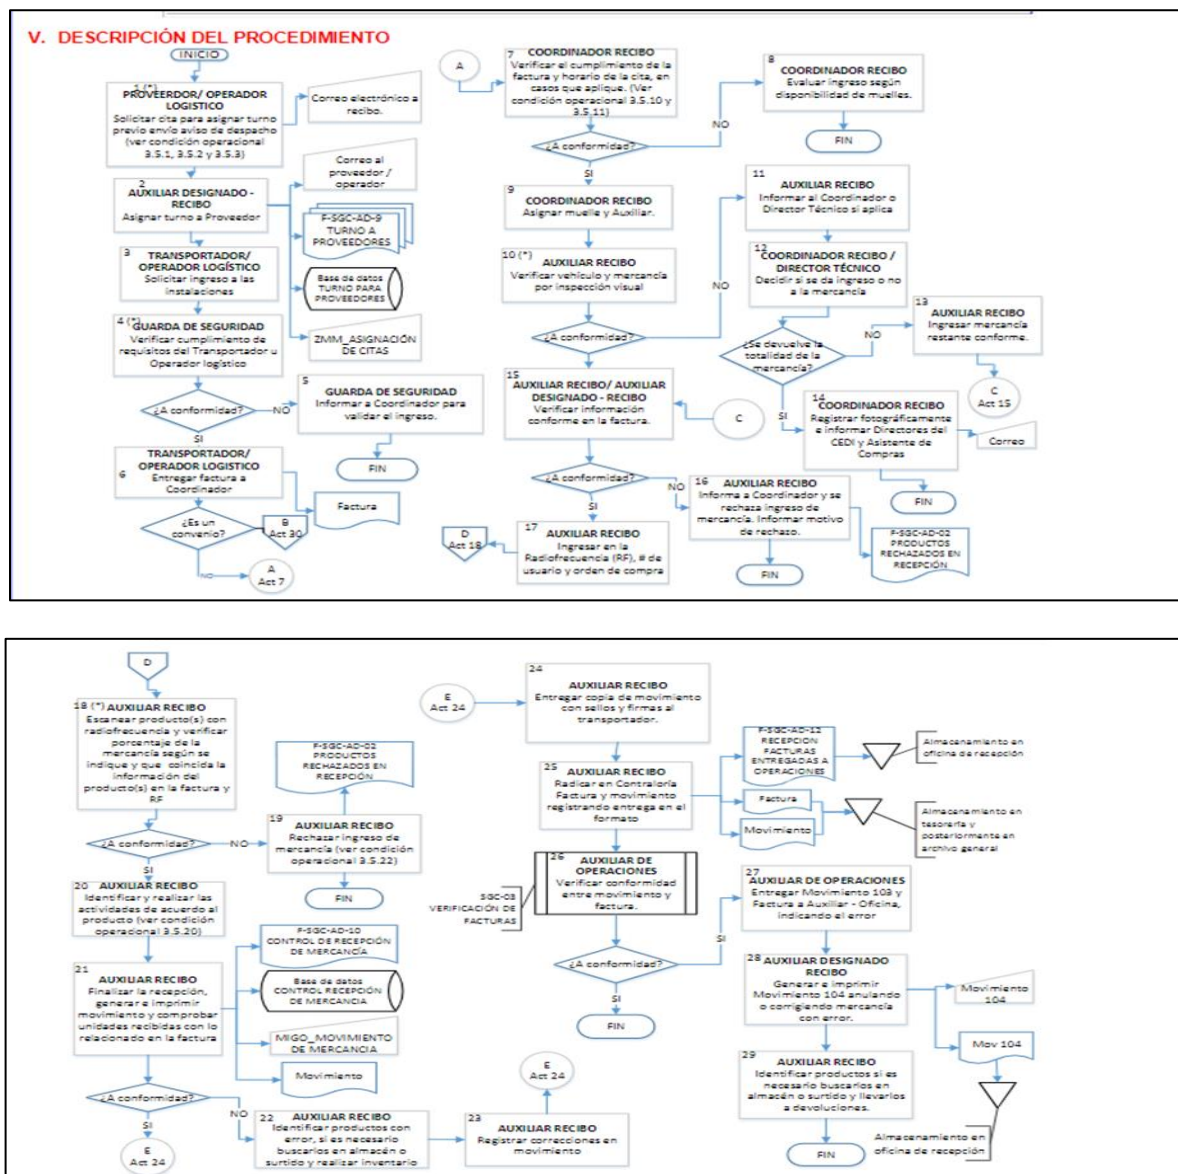 V. DESCRIPCIÓN DEL PROCEDIMIENTO
INICIO
1 (*)
PROVEERDOR/ OPERADOR
LOGISTICO
Solicitar cita para asignar turno
previo envío aviso de despacho
(ver condición operacional
3.5.1, 3.5.2 y 3.5.3)
Correo electrónico a
recibo.
2
AUXILIAR DESIGNADO -
RECIBO
Asignar turno a Proveedor
Correo al
proveedor /
operador
F-SGC-AD-9
TURNO A
PROVEEDORES
Base de datos
TURNO PARA
PROVEEDORES
ZMM_ASIGNACIÓN
DE CITAS
3
TRANSPORTADOR/
OPERADOR LOGÍSTICO
Solicitar ingreso a las
instalaciones
4 (*)
GUARDA DE SEGURIDAD
Verificar cumplimiento de
requisitos del Transportador u
Operador logístico
¿A conformidad?
NO
SI
5
GUARDA DE SEGURIDAD
Informar a Coordinador para
validar el ingreso.
FIN
6
TRANSPORTADOR/
OPERADOR LOGISTICO
Entregar factura a
Coordinador
Factura
¿Es un
convenio?
B
Act 30
NO
A
Act 7
A
7
COORDINADOR RECIBO
Verificar el cumplimiento de la
factura y horario de la cita, en
casos que aplique. (Ver
condición operacional 3.5.10 y
3.5.11)
¿A conformidad?
NO
SI
8
COORDINADOR RECIBO
Evaluar ingreso según
disponibilidad de muelles.
FIN
9
COORDINADOR RECIBO
Asignar muelle y Auxiliar.
10 (*)
AUXILIAR RECIBO
Verificar vehículo y mercancía
por inspección visual
¿A conformidad?
NO
11
AUXILIAR RECIBO
Informar al Coordinador o
Director Técnico si aplica
12
COORDINADOR RECIBO /
DIRECTOR TÉCNICO
Decidir si se da ingreso o no
a la mercancía
¿Se devuelve la
totalidad de la
mercancía?
NO
SI
13
AUXILIAR RECIBO
Ingresar mercancía
restante conforme.
C
Act 15
14
COORDINADOR RECIBO
Registrar fotográficamente
e informar Directores del
CEDI y Asistente de
Compras
Correo
FIN
15
AUXILIAR RECIBO/ AUXILIAR
DESIGNADO - RECIBO
Verificar información
conforme en la factura.
C
¿A conformidad?
NO
SI
16
AUXILIAR RECIBO
Informa a Coordinador y se
rechaza ingreso de
mercancía. Informar motivo
de rechazo.
F-SGC-AD-02
PRODUCTOS
RECHAZADOS EN
RECEPCIÓN
FIN
17
AUXILIAR RECIBO
Ingresar en la
Radiofrecuencia (RF), # de
usuario y orden de compra
D
Act 18
D
18 (*)
AUXILIAR RECIBO
Escanear producto(s) con
radiofrecuencia y verificar
porcentaje de la
mercancía según se
indique y que coincida la
información del
producto(s) en la factura y
RF
¿A conformidad?
NO
SI
F-SGC-AD-02
PRODUCTOS
RECHAZADOS EN
RECEPCIÓN
19
AUXILIAR RECIBO
Rechazar ingreso de
mercancía (ver condición
operacional 3.5.22)
FIN
20
AUXILIAR RECIBO
Identificar y realizar las
actividades de acuerdo al
producto (ver condición
operacional 3.5.20)
21
AUXILIAR RECIBO
Finalizar la recepción,
generar e imprimir
movimiento y comprobar
unidades recibidas con lo
relacionado en la factura
F-SGC-AD-10
CONTROL DE RECEPCIÓN
DE MERCANCÍA
Base de datos
CONTROL RECEPCIÓN
DE MERCANCIA
MIGO_MOVIMIENTO
DE MERCANCIA
Movimiento
¿A conformidad?
NO
SI
E
Act 24
22
AUXILIAR RECIBO
Identificar productos con
error, si es necesario
buscarlos en almacén o
surtido y realizar inventario
23
AUXILIAR RECIBO
Registrar correcciones en
movimiento
E
Act 24
E
Act 24
24
AUXILIAR RECIBO
Entregar copia de movimiento
con sellos y firmas al
transportador.
25
AUXILIAR RECIBO
Radicar en Contraloría
Factura y movimiento
registrando entrega en el
formato
F-SGC-AD-12
RECEPCION
FACTURAS
ENTREGADAS A
OPERACIONES
Almacenamiento en
oficina de recepción
Factura
Movimiento
Almacenamiento en
tesorería y
posteriormente en
archivo general
26
AUXILIAR DE
OPERACIONES
Verificar conformidad
entre movimiento y
factura.
SGC-03
VERIFICACIÓN DE
FACTURAS
¿A conformidad?
SI
SI
FIN
27
AUXILIAR DE OPERACIONES
Entregar Movimiento 103 y
Factura a Auxiliar - Oficina,
indicando el error
28
AUXILIAR DESIGNADO
RECIBO
Generar e imprimir
Movimiento 104 anulando
o corrigiendo mercancía
con error.
Movimiento
104
Mov 104
29
AUXILIAR RECIBO
Identificar productos si es
necesario buscarlos en
almacén o surtido y llevarlos
a devoluciones.
Almacenamiento en
oficina de recepción
FIN